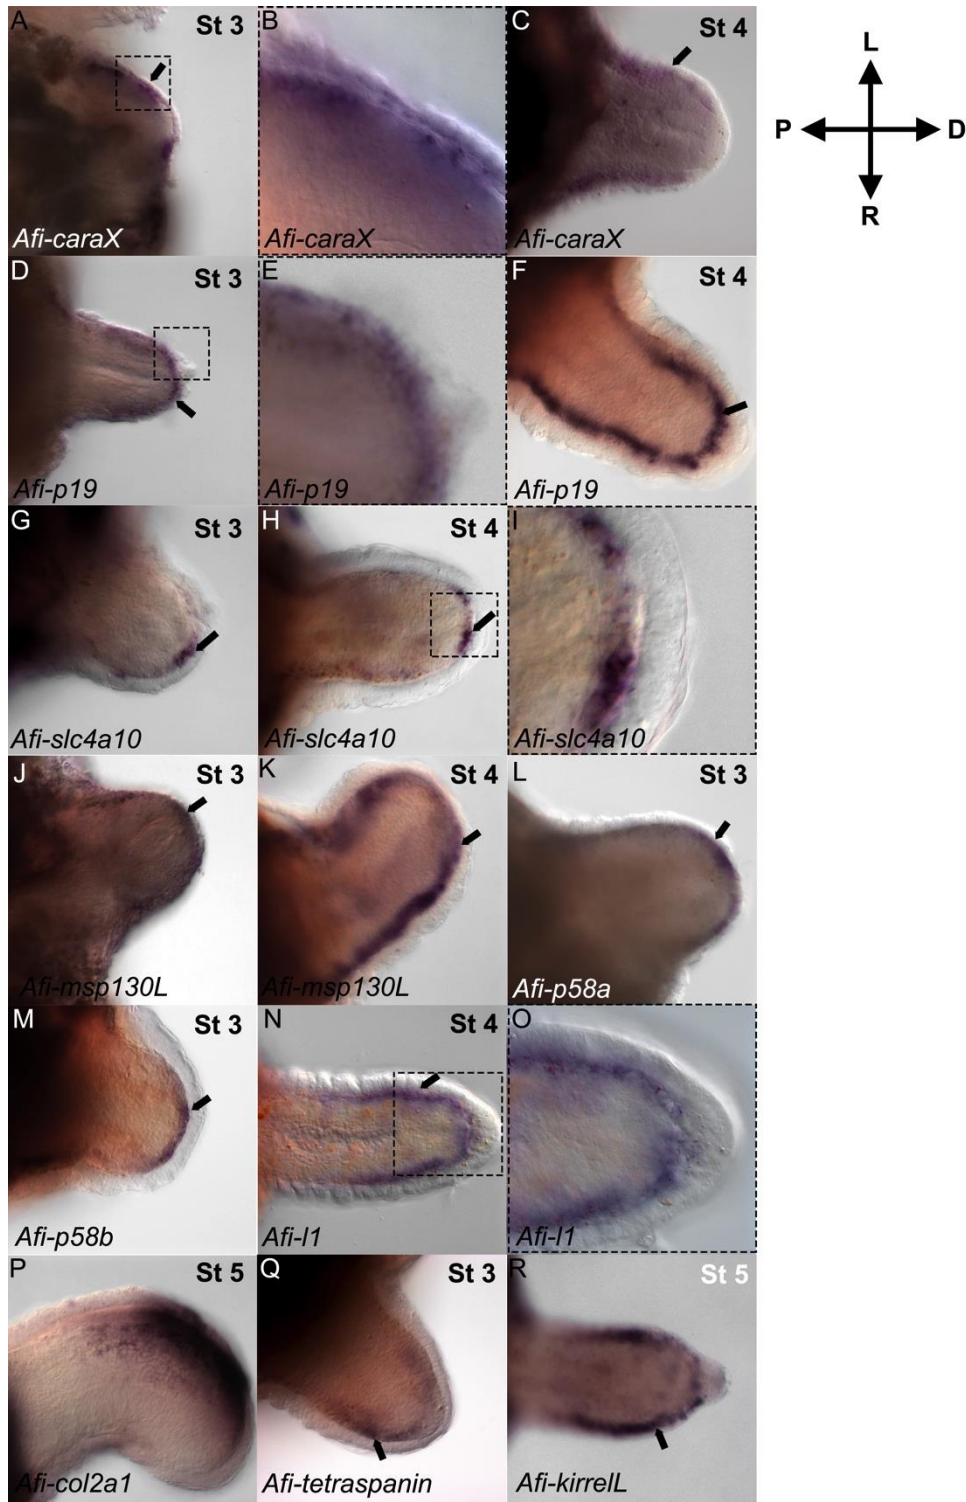 A St 3
Afi-caraX
B
Afi-caraX
C St 4
Afi-caraX
L
P D
R
D St 3
Afi-p19
E
Afi-p19
F St 4
Afi-p19
G St 3
Afi-slc4a10
H St 4
Afi-slc4a10
I
Afi-slc4a10
J St 3
Afi-msp130L
K St 4
Afi-msp130L
L St 3
Afi-p58a
M St 3
Afi-p58b
N St 4
Afi-l1
O
Afi-l1
P St 5
Afi-col2a1
Q St 3
Afi-tetraspanin
R St 5
Afi-kirrelL